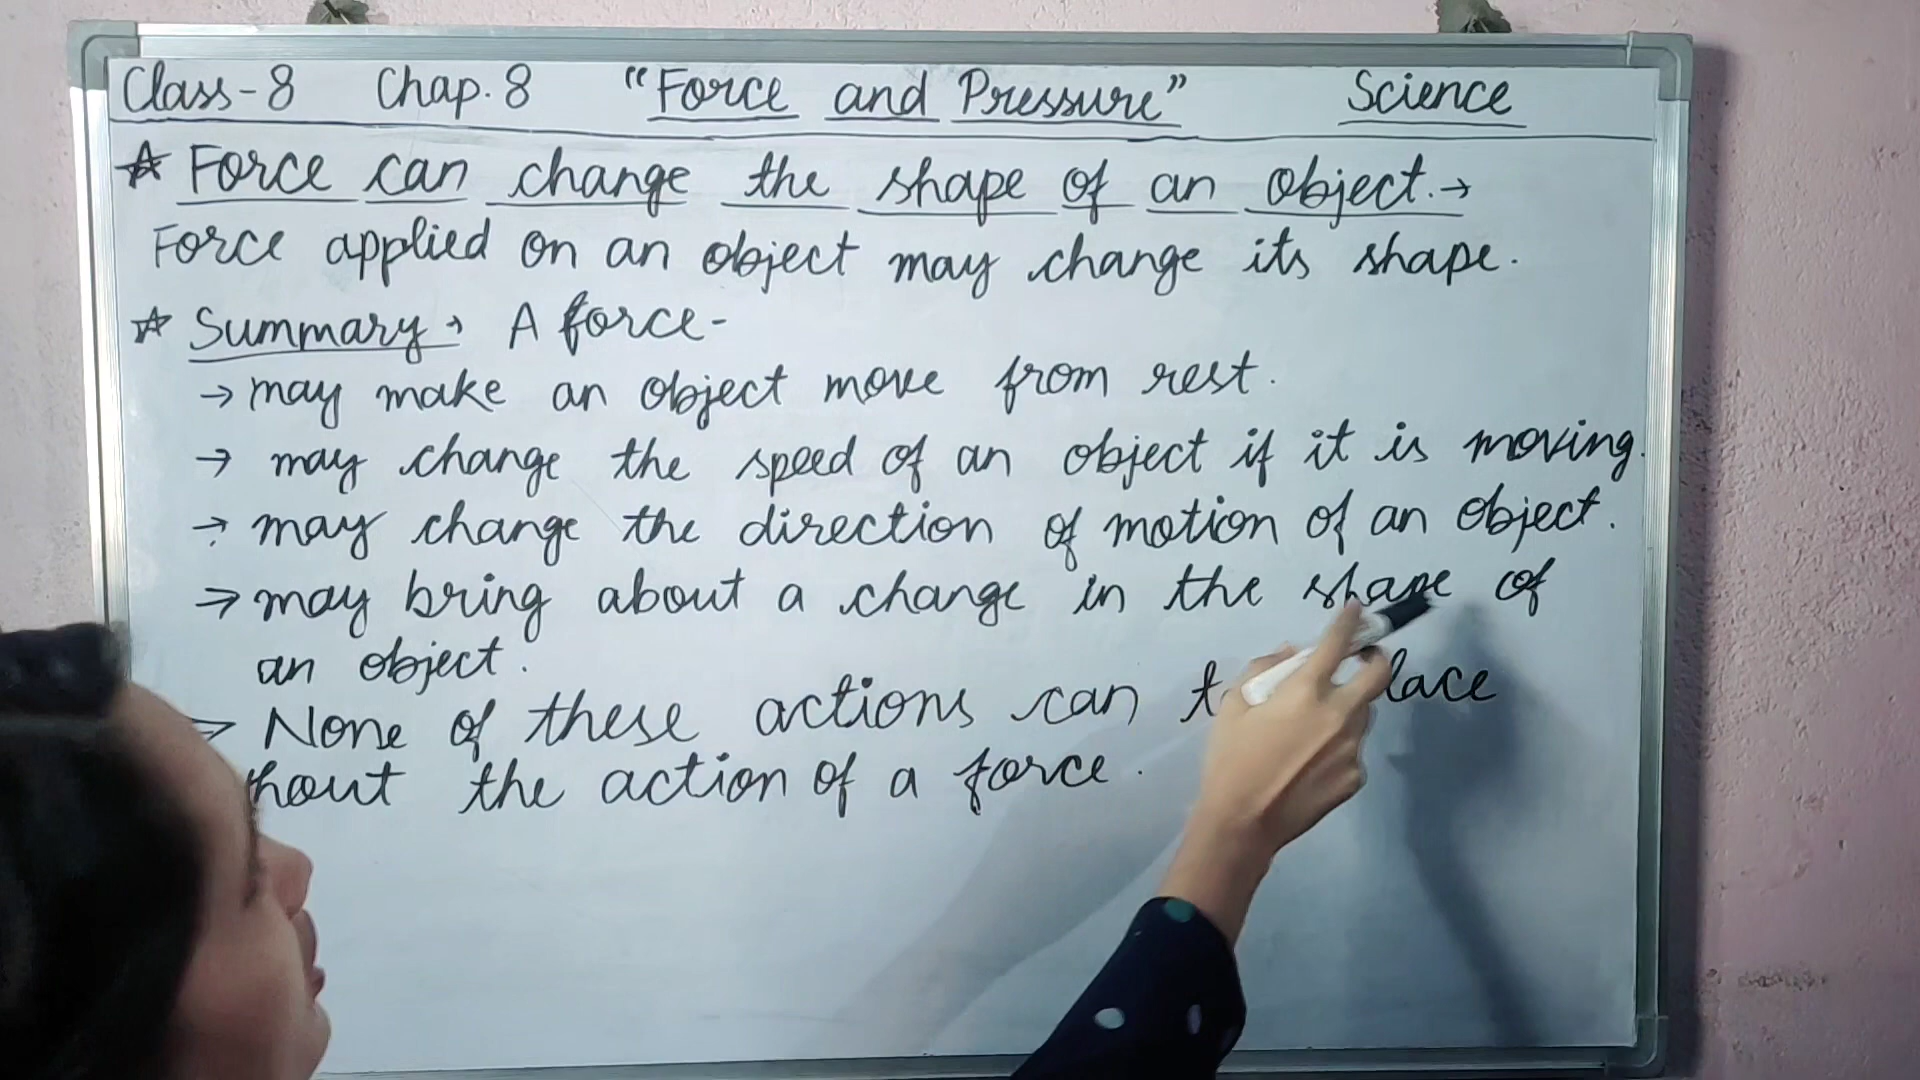 Class-8 Chap. 8 "Force and Pressure" Science
☆ Force can change the shape of an object.→
Force applied on an object may change its shape.
☆ Summary → A force-
→ may make an object move from rest.
→ may change the speed of an object if it is moving.
→ may change the direction of motion of an object.
→ may bring about a change in the shape of
an object.
→ None of these actions can
the action of a force.